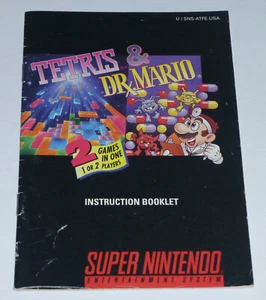 U / SNS-ATFE-USA
TETRIS &
DR. MARIO
2 GAMES
IN ONE
1 OR 2 PLAYERS
INSTRUCTION BOOKLET
SUPER NINTENDO
ENTERTAINMENT SYSTEM